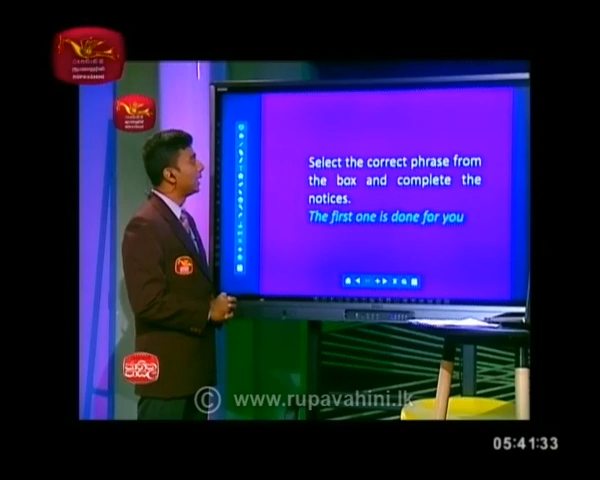 RUPAVAHINI
Select the correct phrase from
the box and complete the
notices.
The first one is done for you
© www.rupavahini.lk
05:41:33